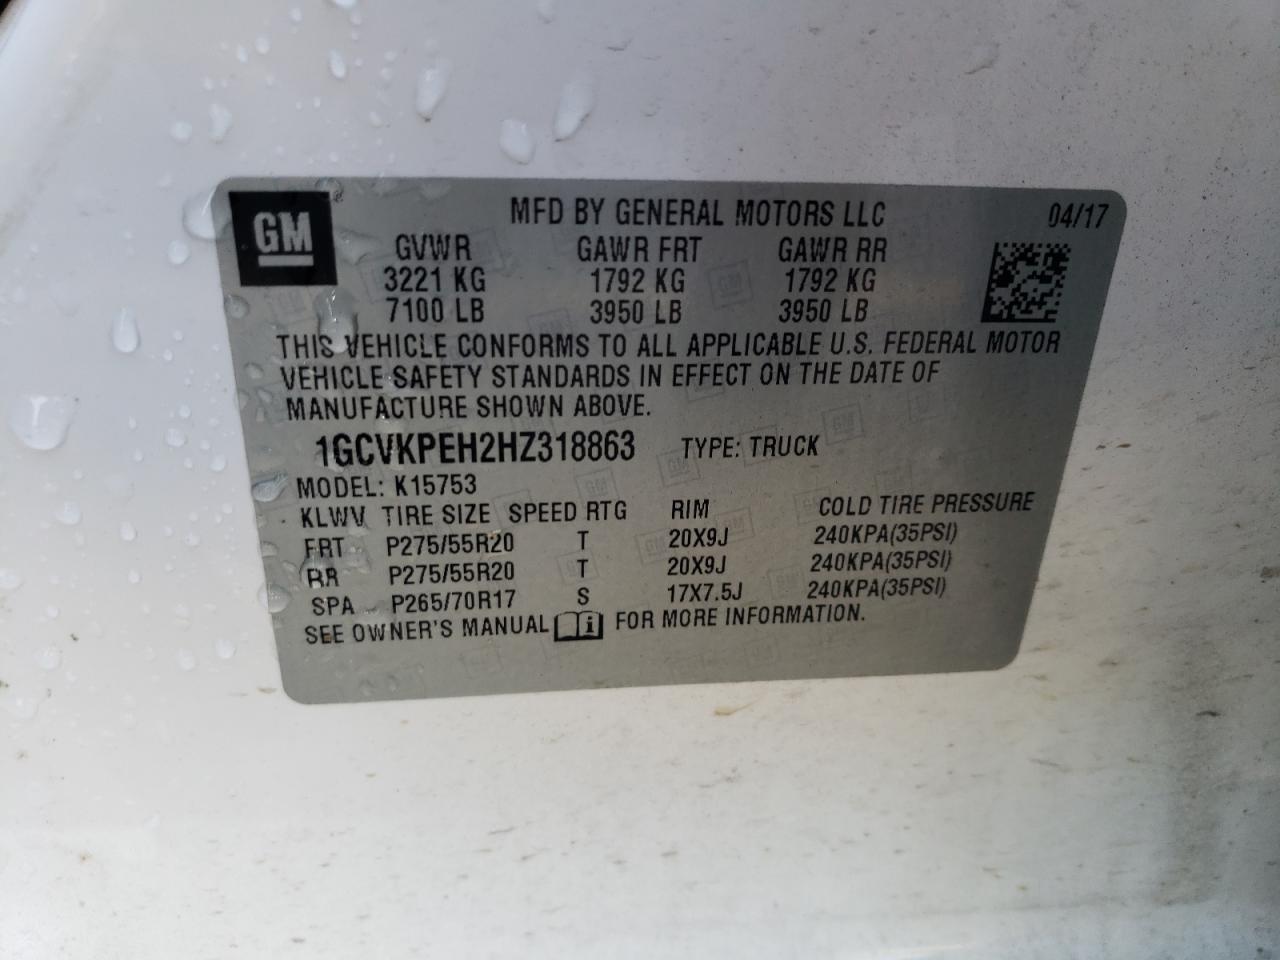 GM
MFD BY GENERAL MOTORS LLC 04/17
GVWR GAWR FRT GAWR RR
3221 KG 1792 KG 1792 KG
7100 LB 3950 LB 3950 LB
THIS VEHICLE CONFORMS TO ALL APPLICABLE U.S. FEDERAL MOTOR
VEHICLE SAFETY STANDARDS IN EFFECT ON THE DATE OF
MANUFACTURE SHOWN ABOVE.
1GCVKPEH2HZ318863 TYPE: TRUCK
MODEL: K15753
KLWV TIRE SIZE SPEED RTG RIM COLD TIRE PRESSURE
FRT P275/55R20 T 20X9J 240KPA(35PSI)
RR P275/55R20 T 20X9J 240KPA(35PSI)
SPA P265/70R17 S 17X7.5J 240KPA(35PSI)
SEE OWNER'S MANUAL i FOR MORE INFORMATION.